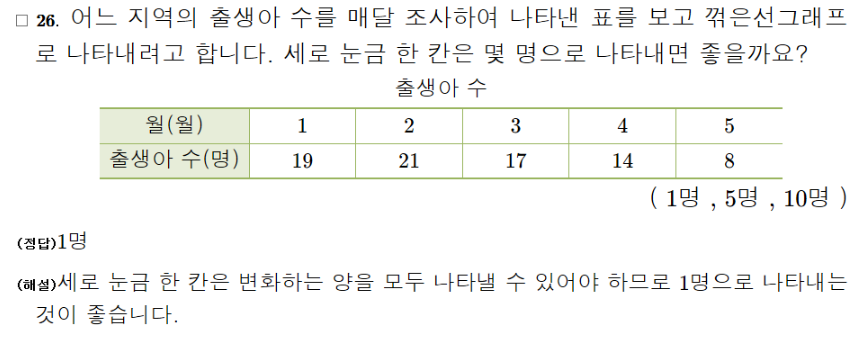 □ 26. 어느 지역의 출생아 수를 매달 조사하여 나타낸 표를 보고 꺾은선그래프
로 나타내려고 합니다. 세로 눈금 한 칸은 몇 명으로 나타내면 좋을까요?
출생아 수
월(월) 1 2 3 4 5
출생아 수(명) 19 21 17 14 8
( 1명 , 5명 , 10명 )
(정답)1명
(해설)세로 눈금 한 칸은 변화하는 양을 모두 나타낼 수 있어야 하므로 1명으로 나타내는
것이 좋습니다.